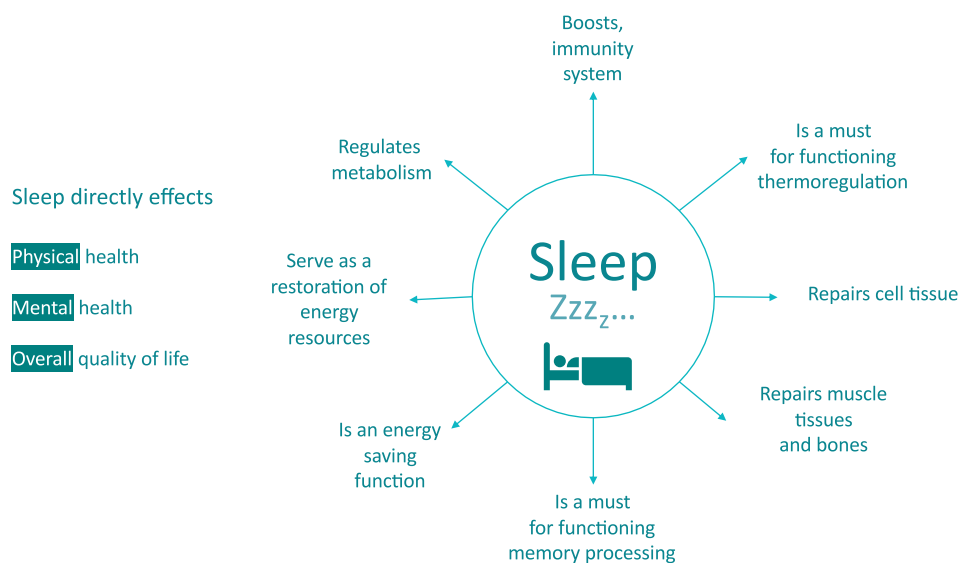 Sleep directly effects
Physical health
Mental health
Overall quality of life
Sleep
Zzzz...
Boosts,
immunity
system
Is a must
for functioning
thermoregulation
Repairs cell tissue
Repairs muscle
tissues
and bones
Is a must
for functioning
memory processing
Is an energy
saving
function
Serve as a
restoration of
energy
resources
Regulates
metabolism